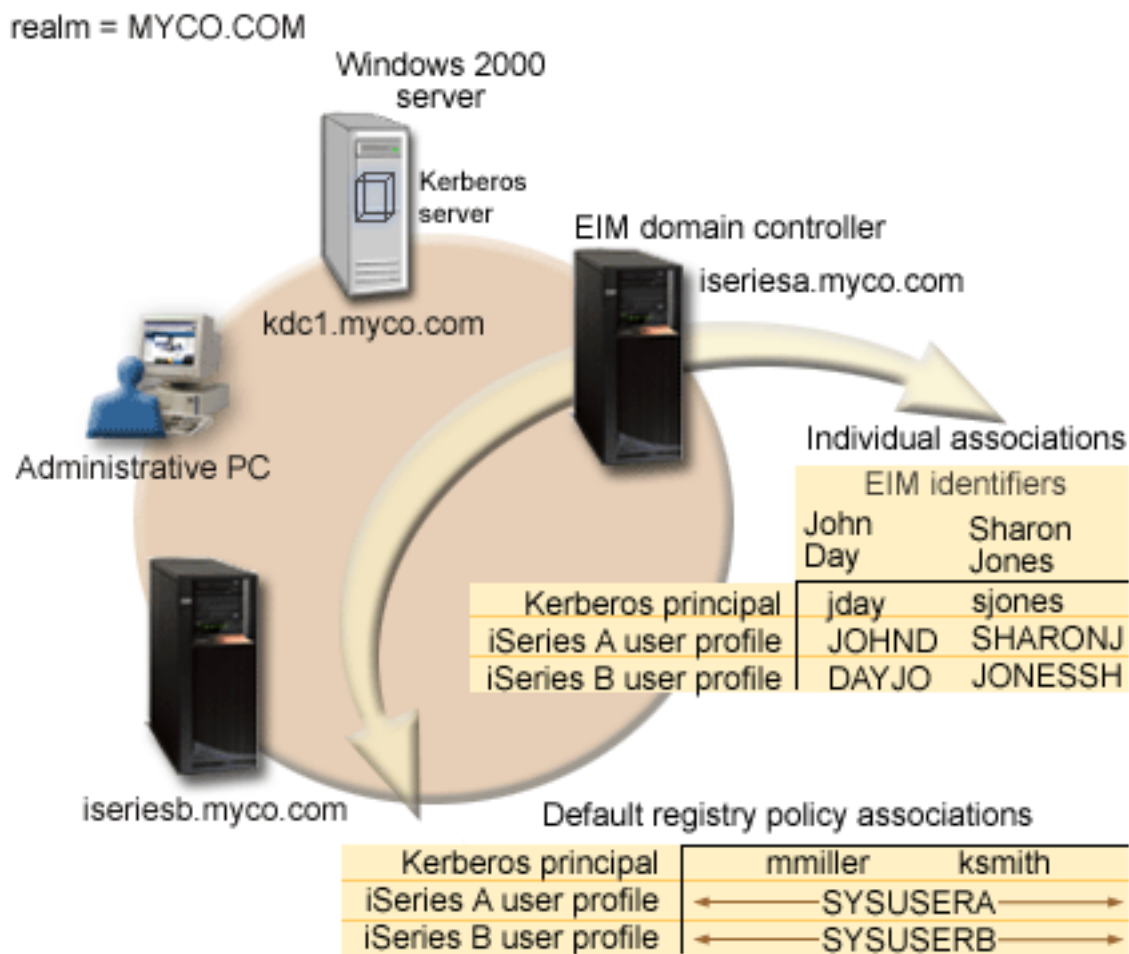 realm = MYCO.COM
Windows 2000
server
Kerberos
server
kdc1.myco.com
EIM domain controller
iseriesa.myco.com
Administrative PC
iseriesb.myco.com
Individual associations
EIM identifiers
John Day Sharon Jones
Kerberos principal jday sjones
iSeries A user profile JOHND SHARONJ
iSeries B user profile DAYJO JONESSH
Default registry policy associations
Kerberos principal mmiller ksmith
iSeries A user profile SYSUSERA
iSeries B user profile SYSUSERB